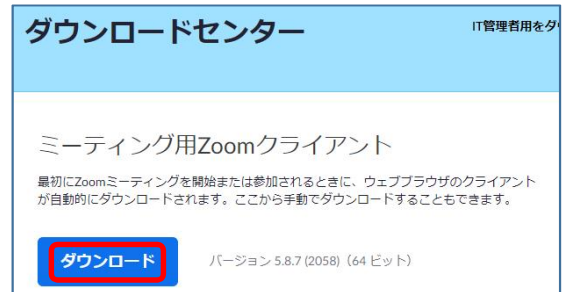 ダウンロードセンター
IT管理者用をダ
ミーティング用Zoomクライアント
最初にZoomミーティングを開始または参加されるときに、ウェブブラウザのクライアント
が自動的にダウンロードされます。ここから手動でダウンロードすることもできます。
ダウンロード
バージョン 5.8.7 (2058) (64 ビット)